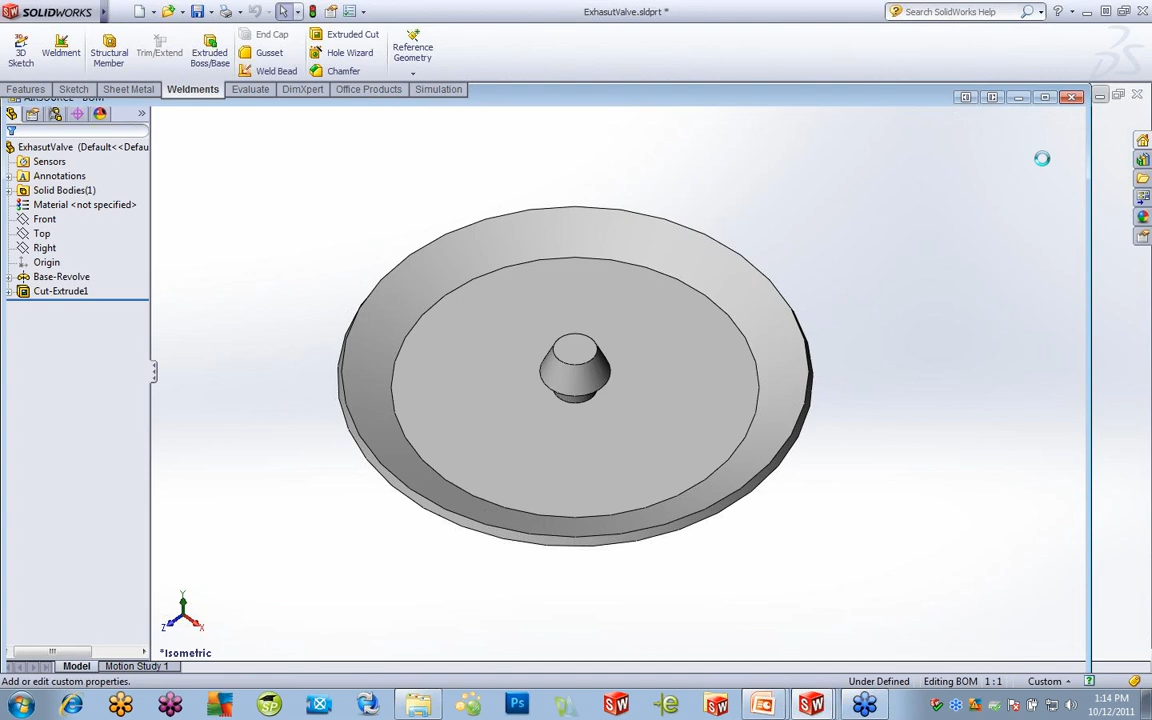 SOLIDWORKS
ExhasutValve.sldprt *
Search SolidWorks Help
3D Sketch
Weldment
Structural Member
Trim/Extend
Extruded Boss/Base
End Cap
Gusset
Weld Bead
Extruded Cut
Hole Wizard
Chamfer
Reference Geometry
Features
Sketch
Sheet Metal
Weldments
Evaluate
DimXpert
Office Products
Simulation
ExhasutValve (Default<<Defau
Sensors
Annotations
Solid Bodies(1)
Material <not specified>
Front
Top
Right
Origin
Base-Revolve
Cut-Extrude1
Y
Z
X
*Isometric
Model
Motion Study 1
Add or edit custom properties.
Under Defined
Editing BOM
1 : 1
Custom
1:14 PM
10/12/2011